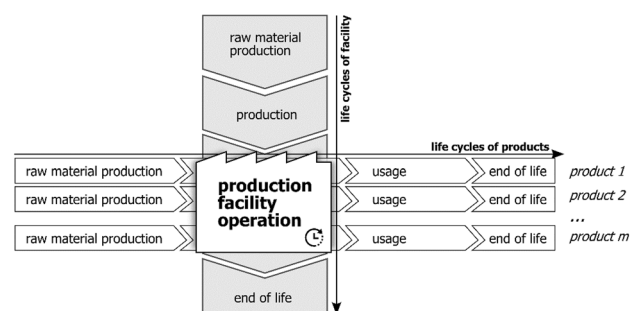 raw material
production
life cycles of facility
production
life cycles of products
raw material production
usage
end of life
product 1
raw material production
usage
end of life
product 2
production
facility
operation
...
raw material production
usage
end of life
product m
end of life